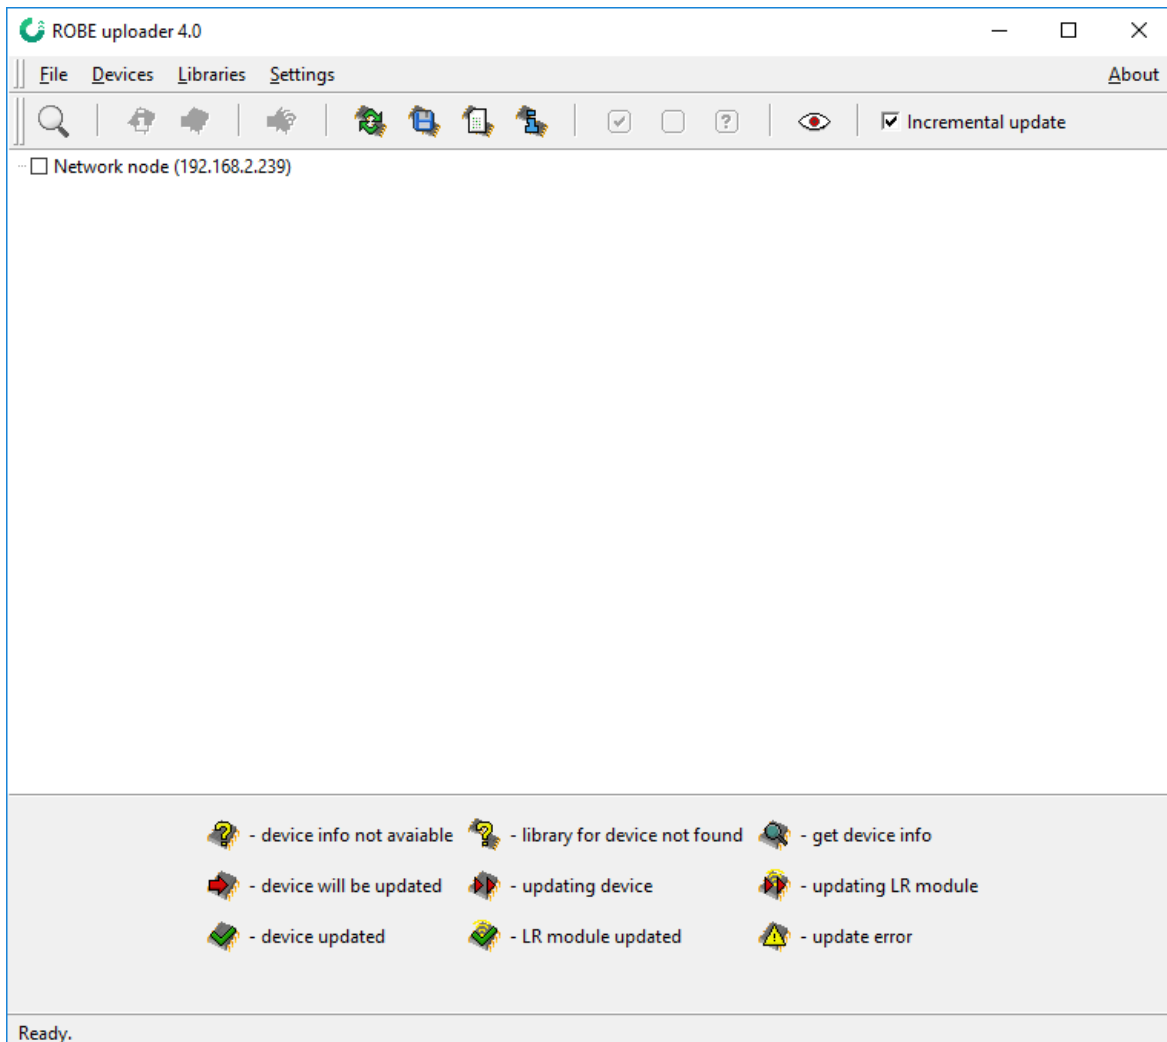 ROBE uploader 4.0
File Devices Libraries Settings About
Incremental update
Network node (192.168.2.239)
- device info not avaiable - library for device not found - get device info
- device will be updated - updating device - updating LR module
- device updated - LR module updated - update error
Ready.